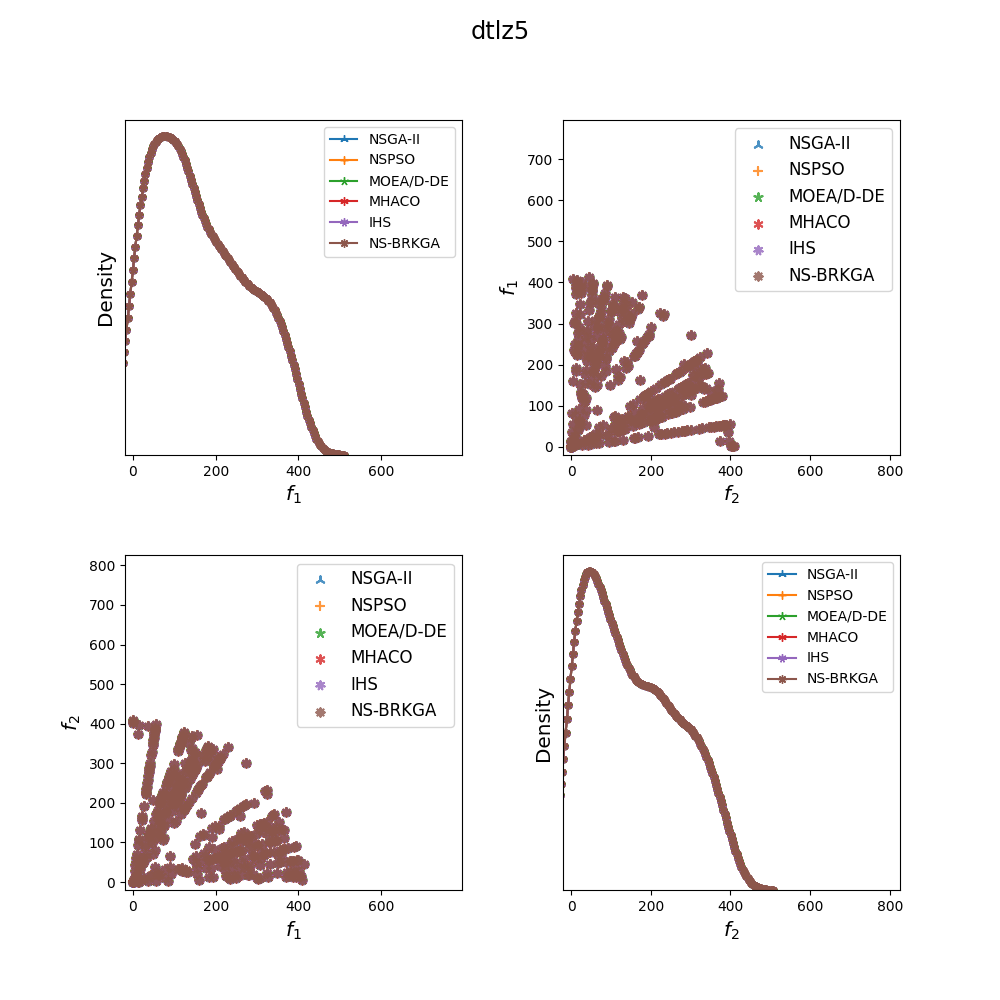 dtlz5
Density
NSGA-II
NSPSO
MOEA/D-DE
MHACO
IHS
NS-BRKGA
0 200 400 600
f1
f1
700
600
500
400
300
200
100
0
NSGA-II
NSPSO
MOEA/D-DE
MHACO
IHS
NS-BRKGA
0 200 400 600 800
f2
f2
800
700
600
500
400
300
200
100
0
NSGA-II
NSPSO
MOEA/D-DE
MHACO
IHS
NS-BRKGA
0 200 400 600
f1
Density
NSGA-II
NSPSO
MOEA/D-DE
MHACO
IHS
NS-BRKGA
0 200 400 600 800
f2